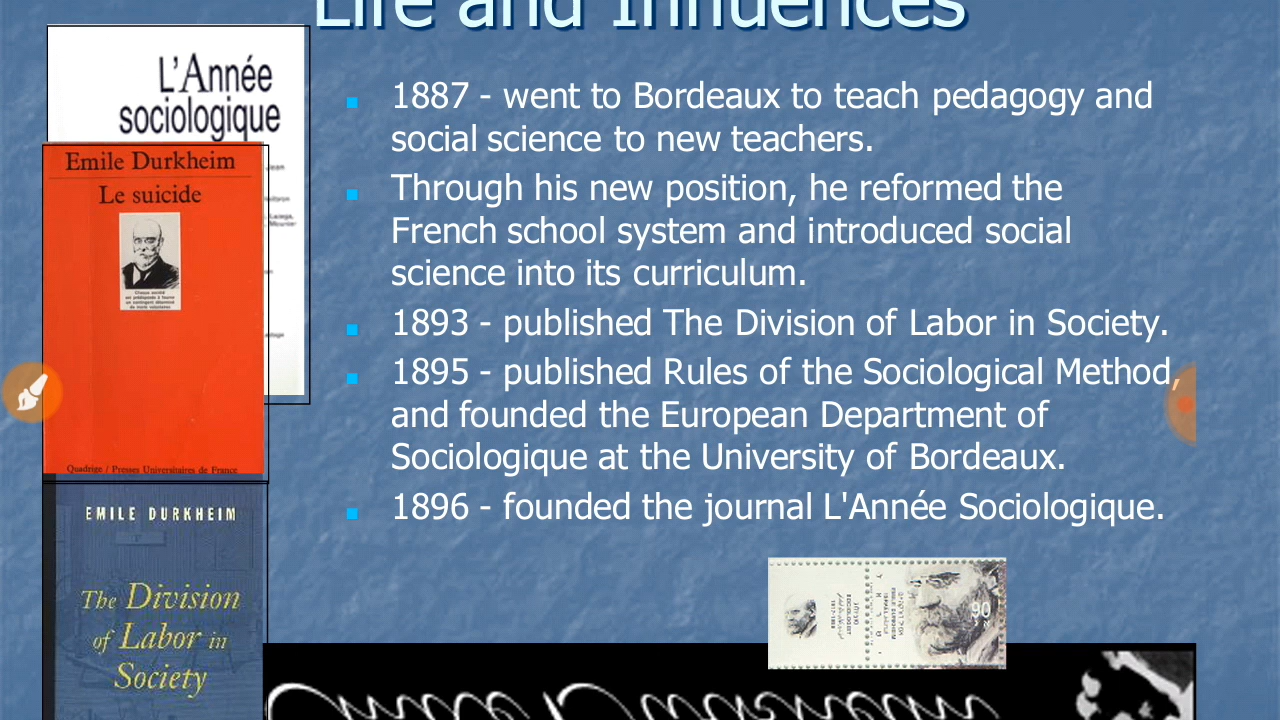 Life and Influences
L'Année
sociologique
Emile Durkheim
Le suicide
Quadrige / Presses Universitaires de France
EMILE DURKHEIM
The Division
of Labor in
Society
1887 - went to Bordeaux to teach pedagogy and
social science to new teachers.
Through his new position, he reformed the
French school system and introduced social
science into its curriculum.
1893 - published The Division of Labor in Society.
1895 - published Rules of the Sociological Method,
and founded the European Department of
Sociologique at the University of Bordeaux.
1896 - founded the journal L'Année Sociologique.
90
Emile Durkheim